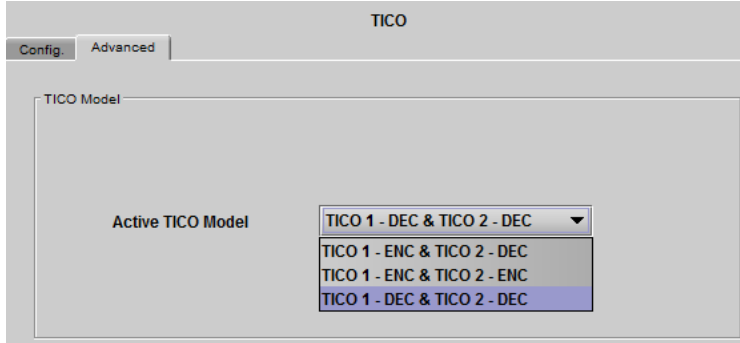 TICO
Config. Advanced
TICO Model
Active TICO Model TICO 1 - DEC & TICO 2 - DEC
TICO 1 - ENC & TICO 2 - DEC
TICO 1 - ENC & TICO 2 - ENC
TICO 1 - DEC & TICO 2 - DEC